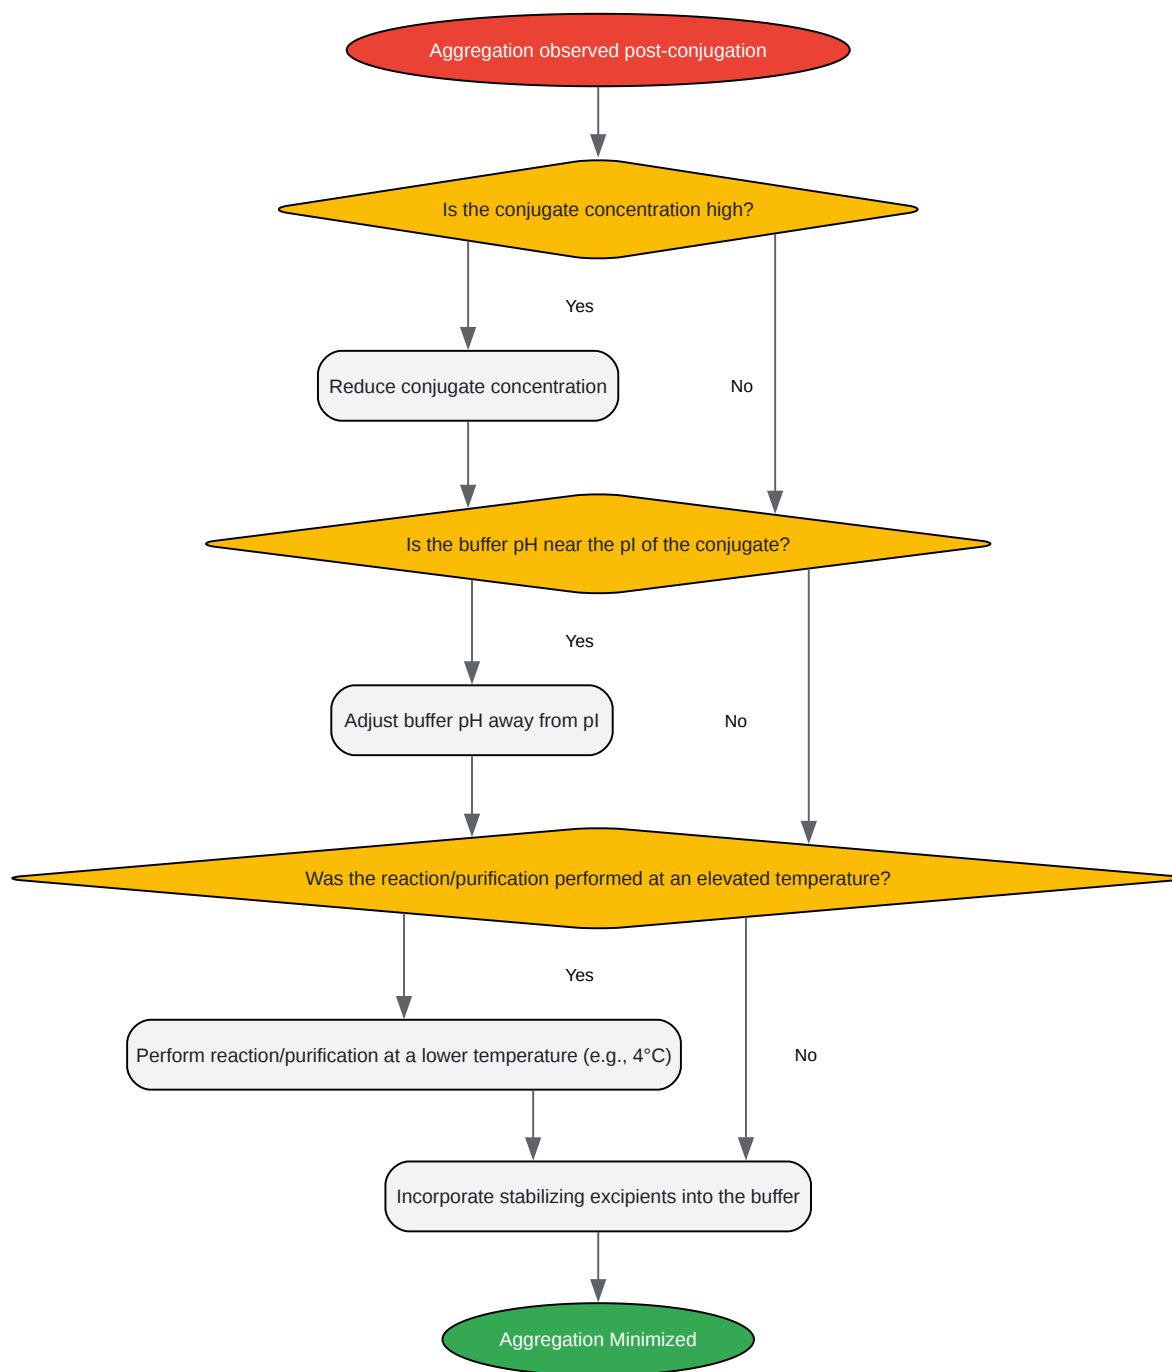 Aggregation observed post-conjugation
Is the conjugate concentration high?
Yes
Reduce conjugate concentration
No
Is the buffer pH near the pI of the conjugate?
Yes
Adjust buffer pH away from pI
No
Was the reaction/purification performed at an elevated temperature?
Yes
Perform reaction/purification at a lower temperature (e.g., 4°C)
No
Incorporate stabilizing excipients into the buffer
Aggregation Minimized